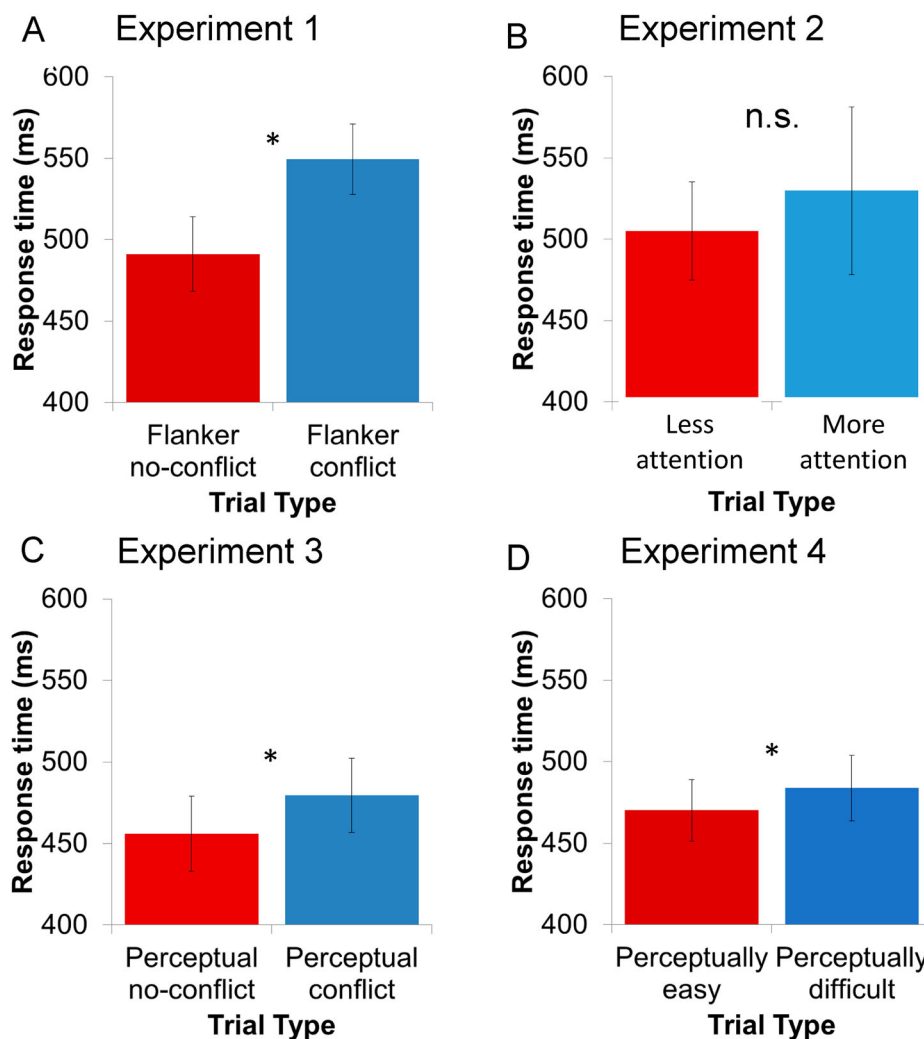 A Experiment 1
Response time (ms)
600
550
500
450
400
*
Flanker
no-conflict
Flanker
conflict
Trial Type
B Experiment 2
Response time (ms)
600
550
500
450
400
n.s.
Less
attention
More
attention
Trial Type
C Experiment 3
Response time (ms)
600
550
500
450
400
*
Perceptual
no-conflict
Perceptual
conflict
Trial Type
D Experiment 4
Response time (ms)
600
550
500
450
400
*
Perceptually
easy
Perceptually
difficult
Trial Type